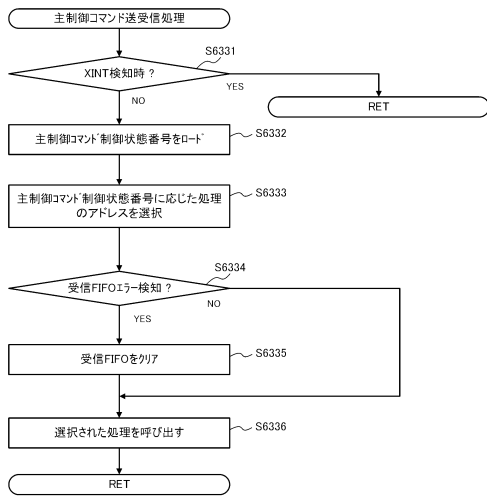 主制御コマンド送受信処理
S6331
XINT検知時？
YES
NO
RET
主制御ｺﾏﾝﾄﾞ制御状態番号をﾛｰﾄﾞ
S6332
主制御ｺﾏﾝﾄﾞ制御状態番号に応じた処理
のアドレスを選択
S6333
S6334
受信FIFOｴﾗｰ検知？
NO
YES
受信FIFOをｸﾘｱ
S6335
選択された処理を呼び出す
S6336
RET